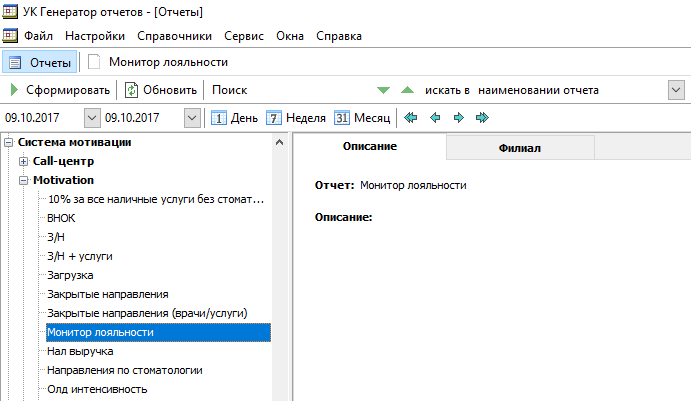 УК Генератор отчетов - [Отчеты]
Файл Настройки Справочники Сервис Окна Справка
Отчеты Монитор лояльности
Сформировать Обновить Поиск искать в наименовании отчета
09.10.2017 09.10.2017 1 День 7 Неделя 31 Месяц
Система мотивации
Call-центр
Motivation
10% за все наличные услуги без стомат...
ВНОК
З/Н
З/Н + услуги
Загрузка
Закрытые направления
Закрытые направления (врачи/услуги)
Монитор лояльности
Нал выручка
Направления по стоматологии
Олд интенсивность
Описание Филиал
Отчет: Монитор лояльности
Описание: